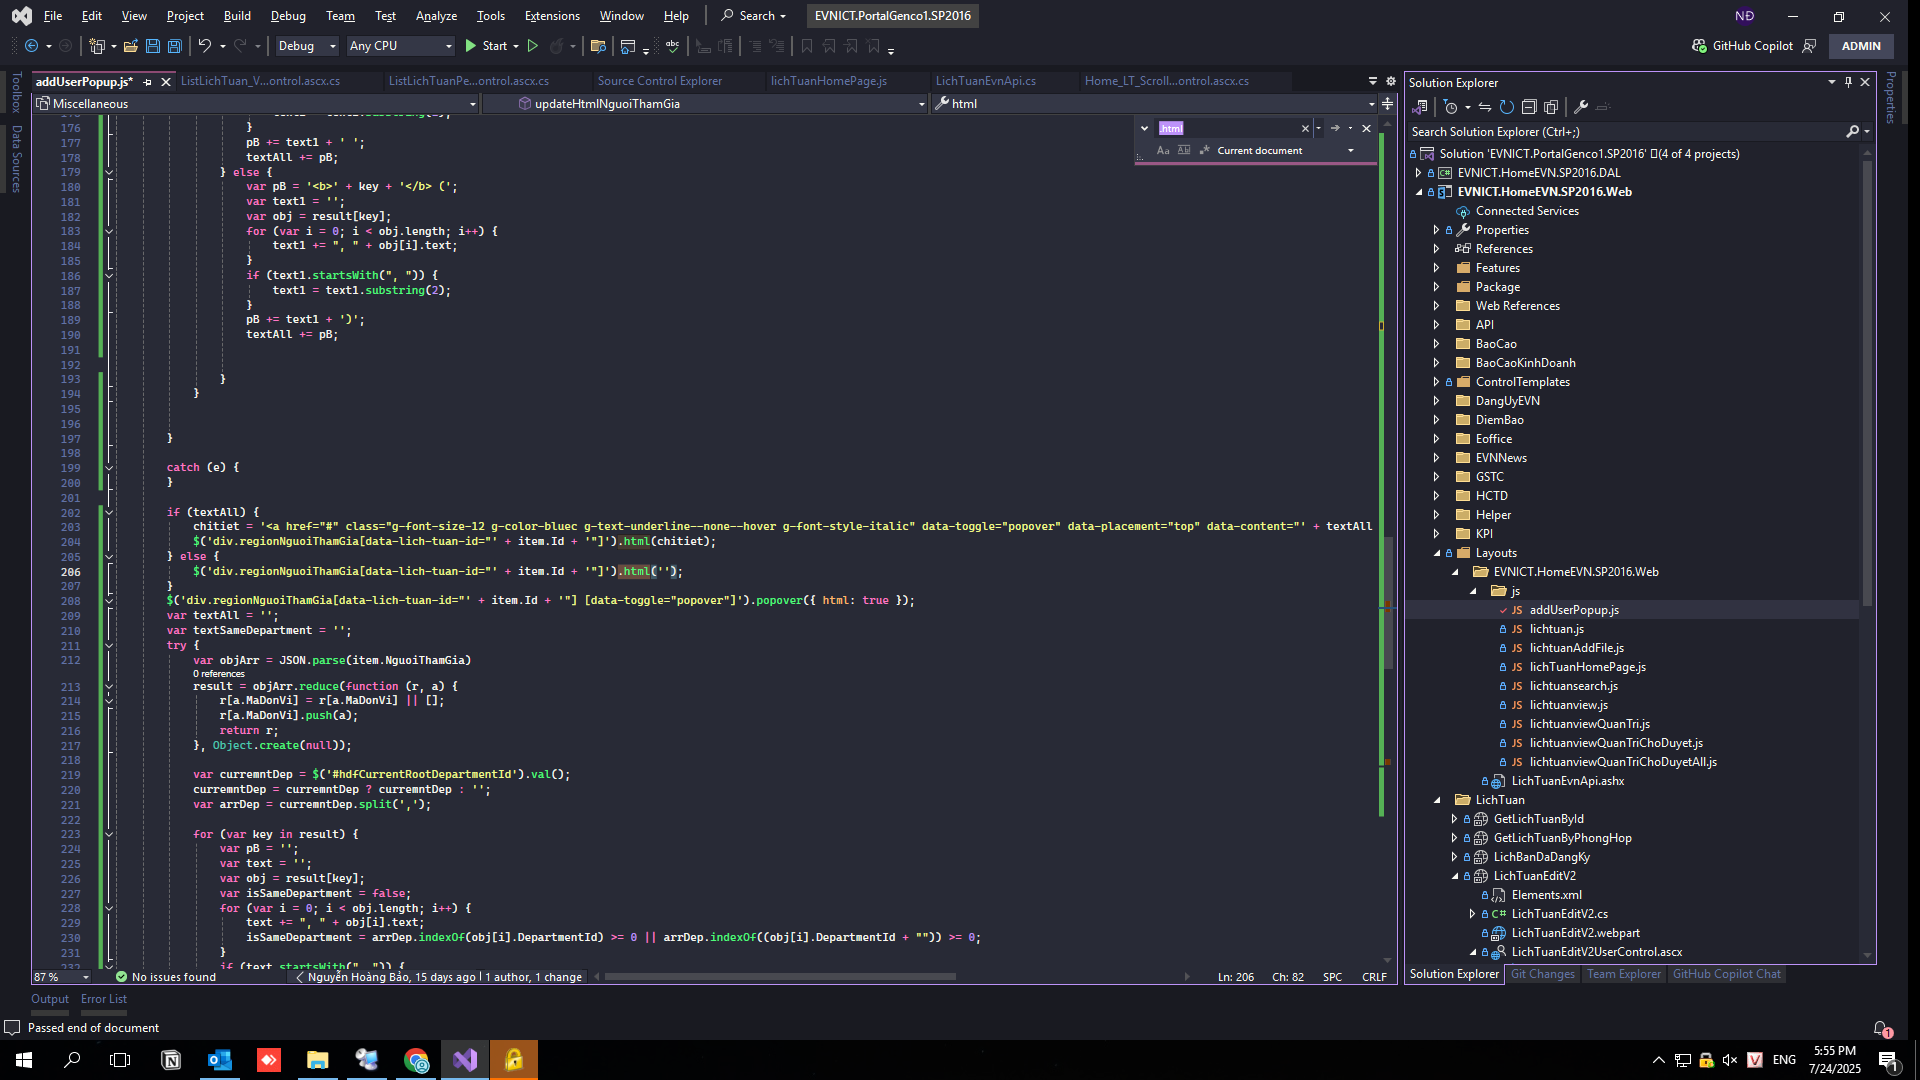 File Edit View Project Build Debug Team Test Analyze Tools Extensions Window Help Search EVNICT.PortalGenco1.SP2016 NĐ
Debug Any CPU Start GitHub Copilot ADMIN
addUserPopup.js* ListLichTuan_V...ontrol.ascx.cs ListLichTuanPe...ontrol.ascx.cs Source Control Explorer lichTuanHomePage.js LichTuanEvnApi.cs Home_LT_Scroll...ontrol.ascx.cs
Miscellaneous updateHtmlNguoiThamGia html
.html
Aa Current document
176 }
177 pB += text1 + ' ';
178 textAll += pB;
179 } else {
180 var pB = '<b>' + key + '</b> (';
181 var text1 = '';
182 var obj = result[key];
183 for (var i = 0; i < obj.length; i++) {
184 text1 += ", " + obj[i].text;
185 }
186 if (text1.startsWith(", ")) {
187 text1 = text1.substring(2);
188 }
189 pB += text1 + ')';
190 textAll += pB;
191
192
193 }
194 }
195
196
197 }
198
199 catch (e) {
200 }
201
202 if (textAll) {
203 chitiet = '<a href="#" class="g-font-size-12 g-color-bluec g-text-underline--none--hover g-font-style-italic" data-toggle="popover" data-placement="top" data-content="' + textAll
204 $('div.regionNguoiThamGia[data-lich-tuan-id="' + item.Id + '"]').html(chitiet);
205 } else {
206 $('div.regionNguoiThamGia[data-lich-tuan-id="' + item.Id + '"]').html('');
207 }
208 $('div.regionNguoiThamGia[data-lich-tuan-id="' + item.Id + '"] [data-toggle="popover"]').popover({ html: true });
209 var textAll = '';
210 var textSameDepartment = '';
211 try {
212 var objArr = JSON.parse(item.NguoiThamGia)
0 references
213 result = objArr.reduce(function (r, a) {
214 r[a.MaDonVi] = r[a.MaDonVi] || [];
215 r[a.MaDonVi].push(a);
216 return r;
217 }, Object.create(null));
218
219 var curremntDep = $('#hdfCurrentRootDepartmentId').val();
220 curremntDep = curremntDep ? curremntDep : '';
221 var arrDep = curremntDep.split(',');
222
223 for (var key in result) {
224 var pB = '';
225 var text = '';
226 var obj = result[key];
227 var isSameDepartment = false;
228 for (var i = 0; i < obj.length; i++) {
229 text += ", " + obj[i].text;
230 isSameDepartment = arrDep.indexOf(obj[i].DepartmentId) >= 0 || arrDep.indexOf((obj[i].DepartmentId + "")) >= 0;
231 }
232 if (text.startsWith(", ")) {
87 % No issues found Nguyễn Hoàng Bảo, 15 days ago | 1 author, 1 change Ln: 206 Ch: 82 SPC CRLF
Output Error List
Passed end of document
Toolbox
Data Sources
Properties
Solution Explorer
Search Solution Explorer (Ctrl+;)
Solution 'EVNICT.PortalGenco1.SP2016' (4 of 4 projects)
EVNICT.HomeEVN.SP2016.DAL
EVNICT.HomeEVN.SP2016.Web
Connected Services
Properties
References
Features
Package
Web References
API
BaoCao
BaoCaoKinhDoanh
ControlTemplates
DangUyEVN
DiemBao
Eoffice
EVNNews
GSTC
HCTD
Helper
KPI
Layouts
EVNICT.HomeEVN.SP2016.Web
js
addUserPopup.js
lichtuan.js
lichtuanAddFile.js
lichTuanHomePage.js
lichtuansearch.js
lichtuanview.js
lichtuanviewQuanTri.js
lichtuanviewQuanTriChoDuyet.js
lichtuanviewQuanTriChoDuyetAll.js
LichTuanEvnApi.ashx
LichTuan
GetLichTuanById
GetLichTuanByPhongHop
LichBanDaDangKy
LichTuanEditV2
Elements.xml
LichTuanEditV2.cs
LichTuanEditV2.webpart
LichTuanEditV2UserControl.ascx
Solution Explorer Git Changes Team Explorer GitHub Copilot Chat
ENG 5:55 PM
7/24/2025